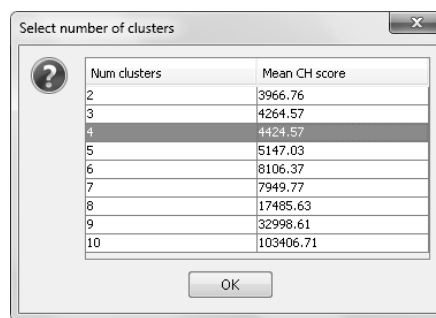 Select number of clusters
x
?
Num clusters Mean CH score
2 3966.76
3 4264.57
4 4424.57
5 5147.03
6 8106.37
7 7949.77
8 17485.63
9 32998.61
10 103406.71
OK